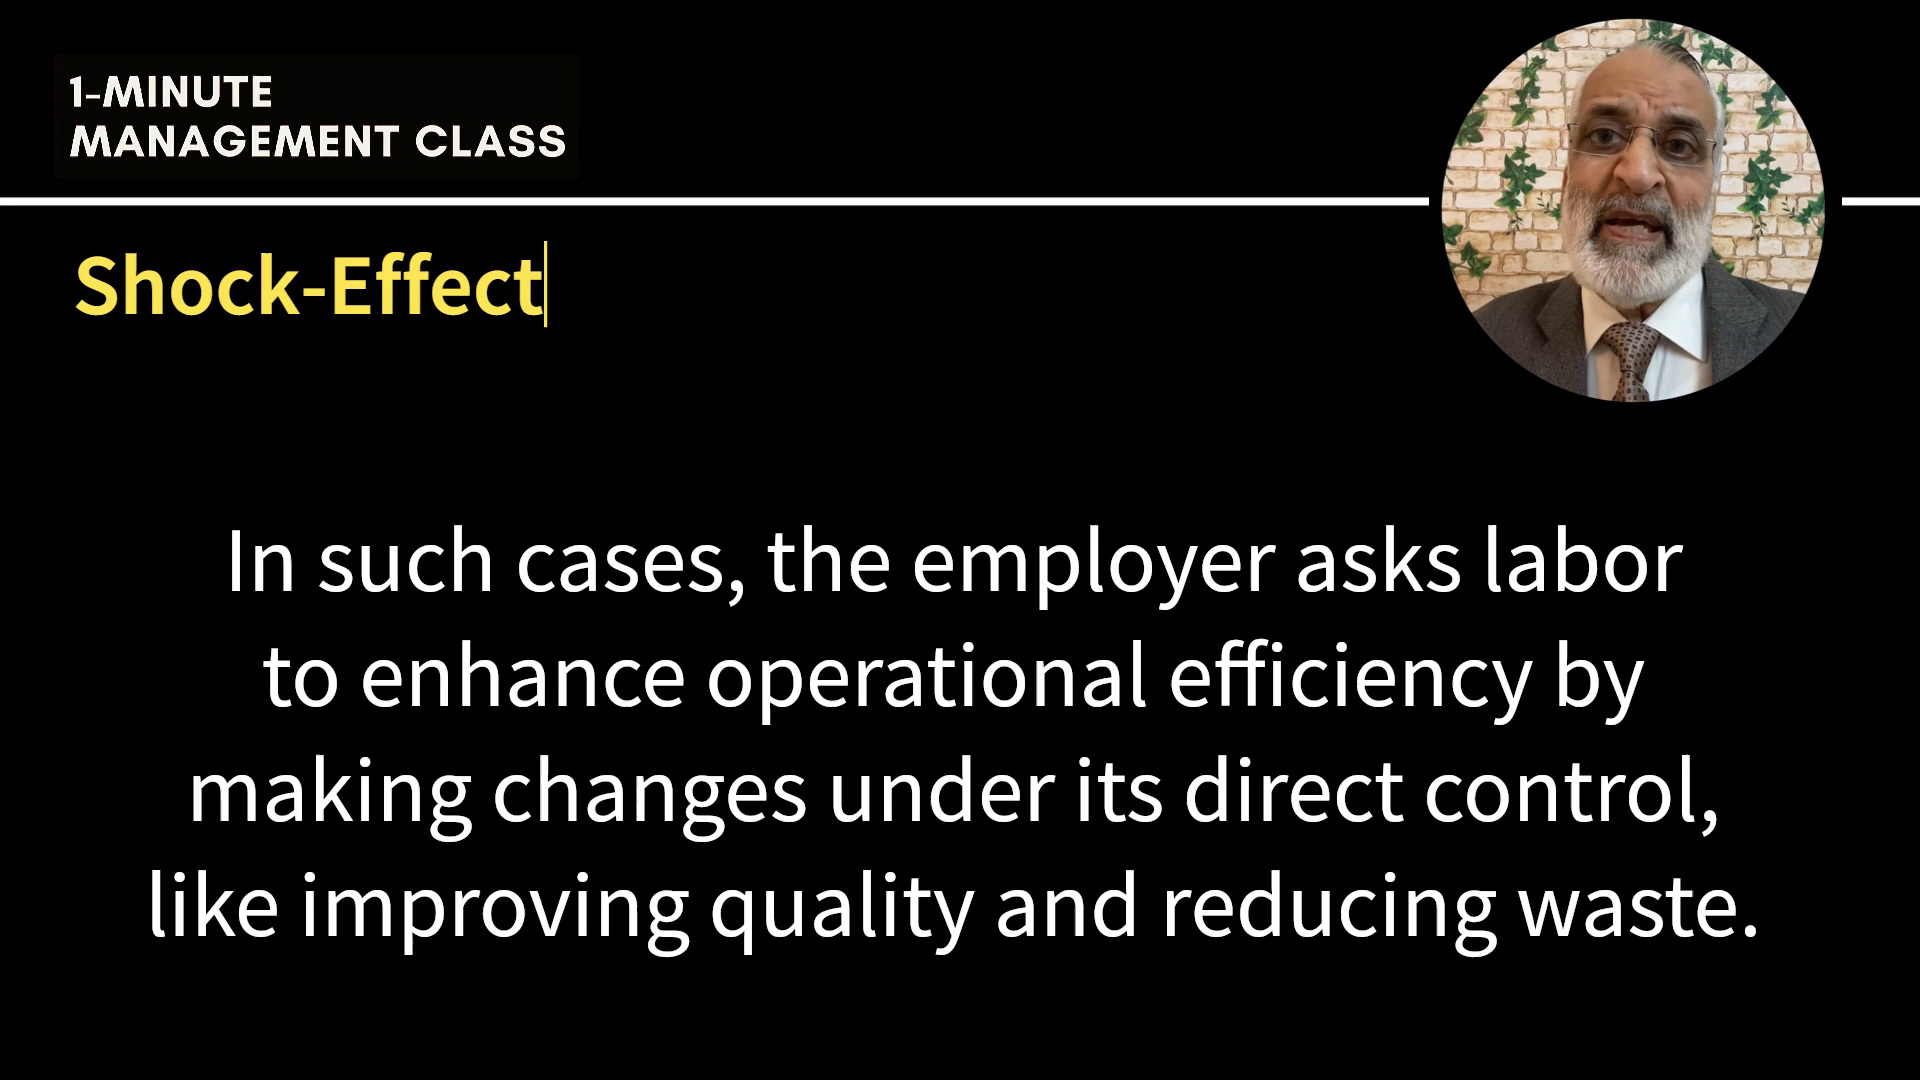 1-MINUTE
MANAGEMENT CLASS
Shock-Effect
In such cases, the employer asks labor
to enhance operational efficiency by
making changes under its direct control,
like improving quality and reducing waste.